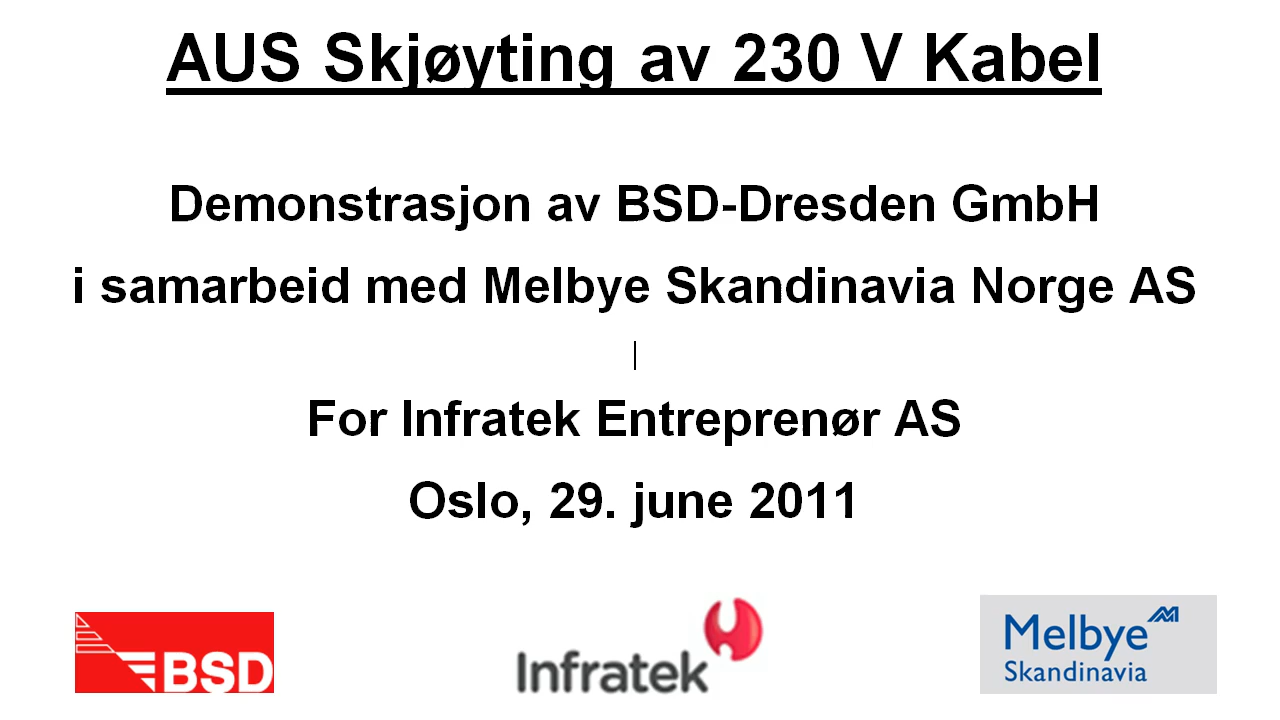 AUS Skjøyting av 230 V Kabel
Demonstrasjon av BSD-Dresden GmbH
i samarbeid med Melbye Skandinavia Norge AS
For Infratek Entreprenør AS
Oslo, 29. june 2011
BSD
Infratek
Melbye
Skandinavia